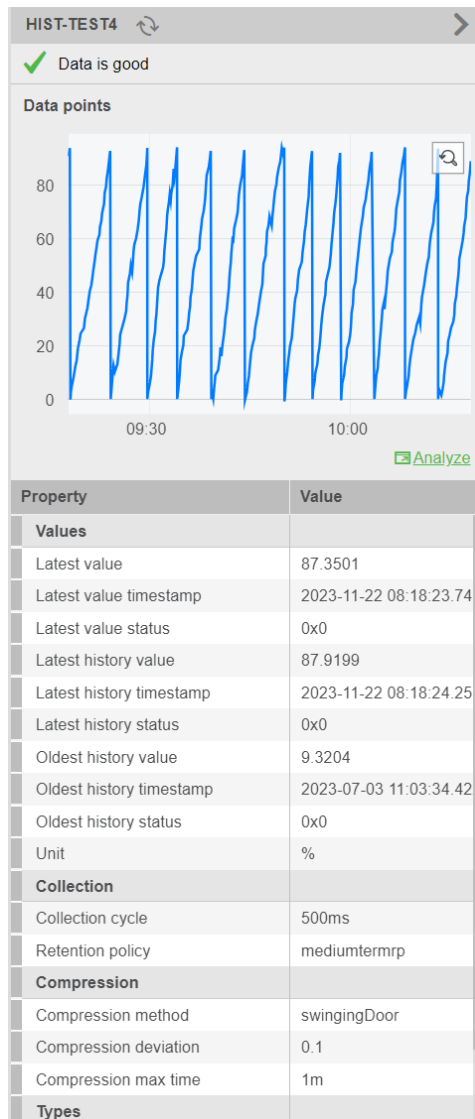 HIST-TEST4
Data is good
Data points
80
60
40
20
0
09:30 10:00
Analyze
Property Value
Values
Latest value 87.3501
Latest value timestamp 2023-11-22 08:18:23.74
Latest value status 0x0
Latest history value 87.9199
Latest history timestamp 2023-11-22 08:18:24.25
Latest history status 0x0
Oldest history value 9.3204
Oldest history timestamp 2023-07-03 11:03:34.42
Oldest history status 0x0
Unit %
Collection
Collection cycle 500ms
Retention policy mediumtermrp
Compression
Compression method swingingDoor
Compression deviation 0.1
Compression max time 1m
Types